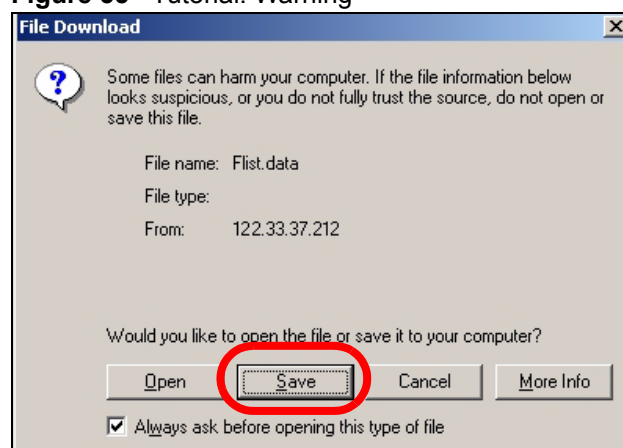 File Download
Some files can harm your computer. If the file information below
looks suspicious, or you do not fully trust the source, do not open or
save this file.
File name: Flist.data
File type:
From: 122.33.37.212
Would you like to open the file or save it to your computer?
Open Save Cancel More Info
Always ask before opening this type of file